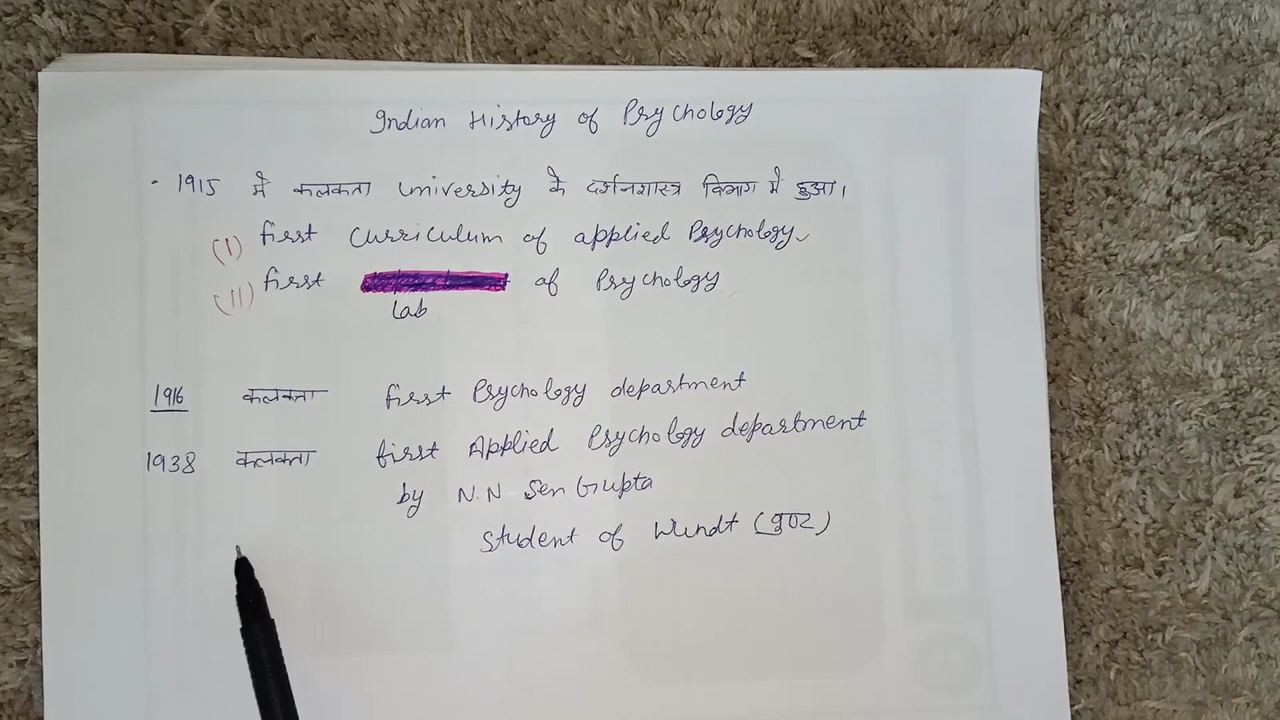 Indian History of Psychology
• 1915 में कलकता University के दर्शनशास्त्र विभाग में हुआ।
(I) first curriculum of applied Psychology
(II) first of Psychology
Lab
1916 कलकता first Psychology department
1938 कलकता first Applied Psychology department
by N.N Sen Gupta
Student of Wundt (वुण्ट)